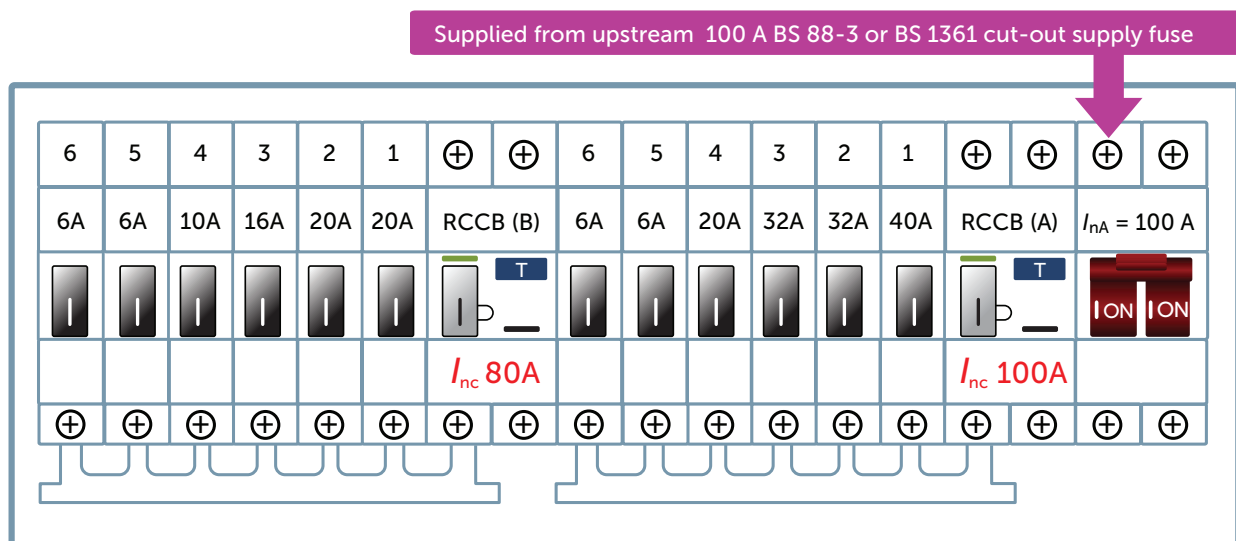 Supplied from upstream 100 A BS 88-3 or BS 1361 cut-out supply fuse
6 5 4 3 2 1 6 5 4 3 2 1
6A 6A 10A 16A 20A 20A RCCB (B) 6A 6A 20A 32A 32A 40A RCCB (A) InA = 100 A
T T
I I I I I I I I I I I I I I I ON I ON
Inc 80A Inc 100A